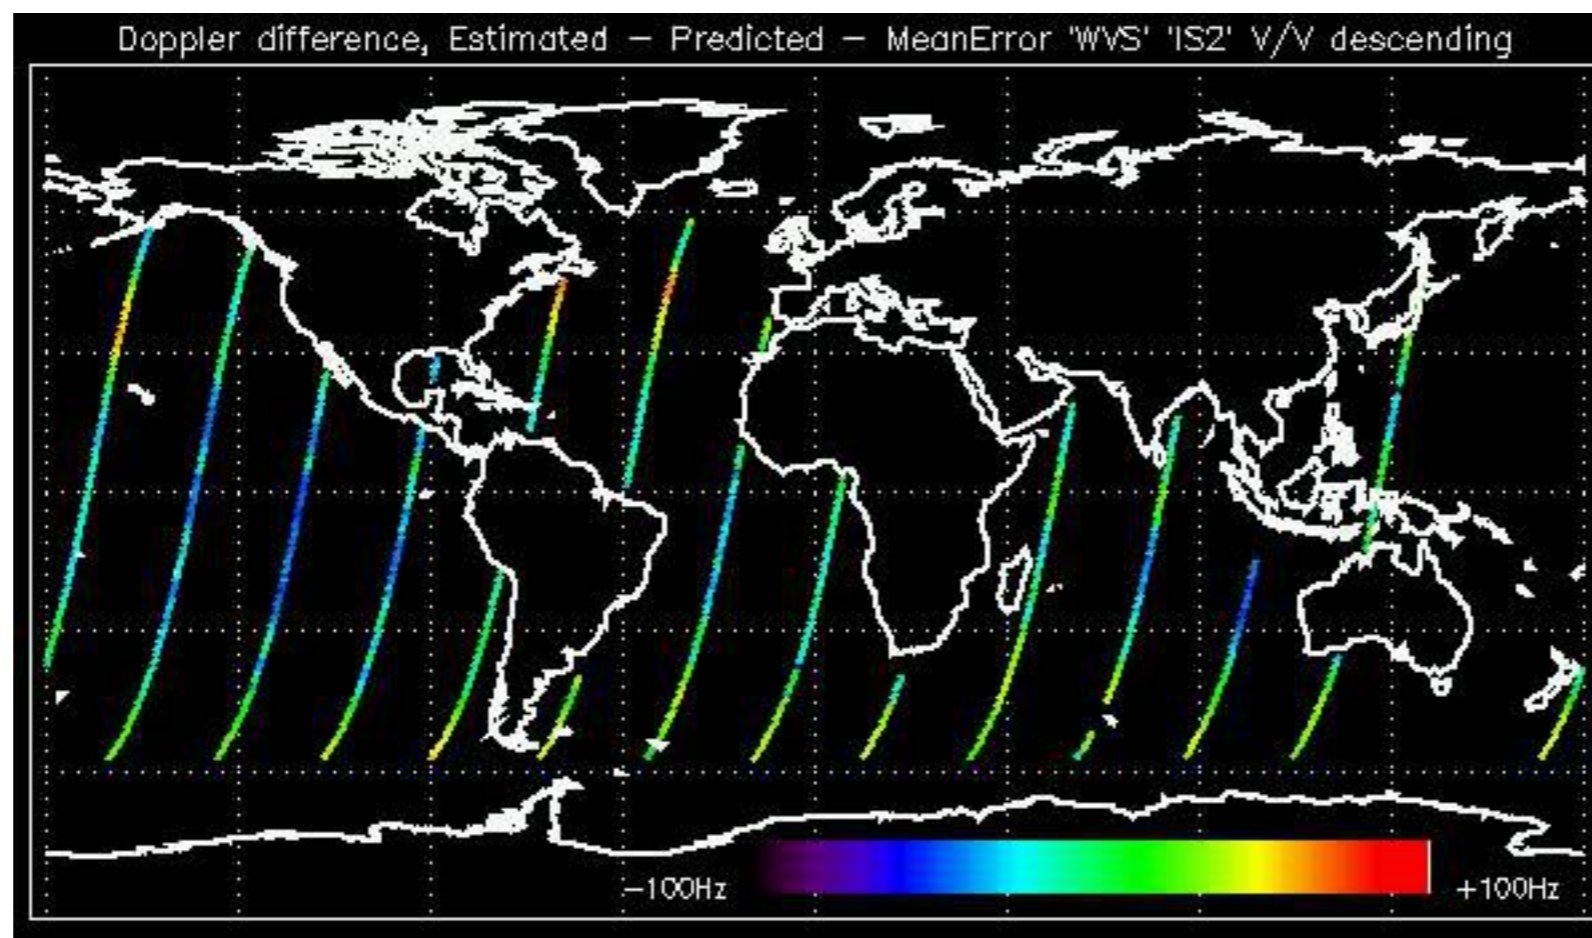 Doppler difference, Estimated - Predicted - MeanError 'WVS' 'IS2' V/V descending
-100Hz +100Hz